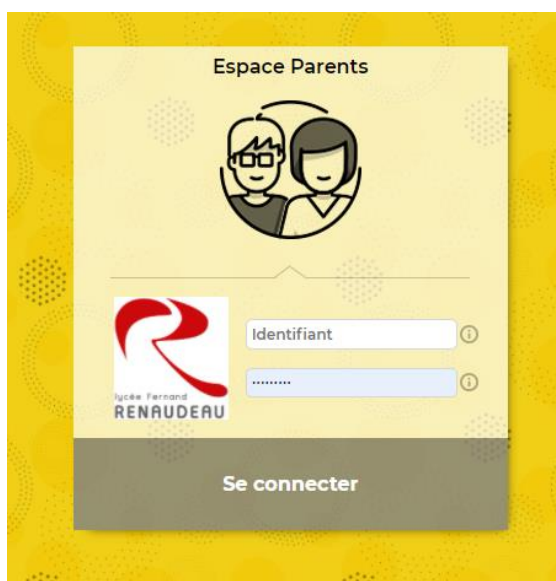 Espace Parents
Identifiant
.........
lycée Fernand
RENAUDEAU
Se connecter